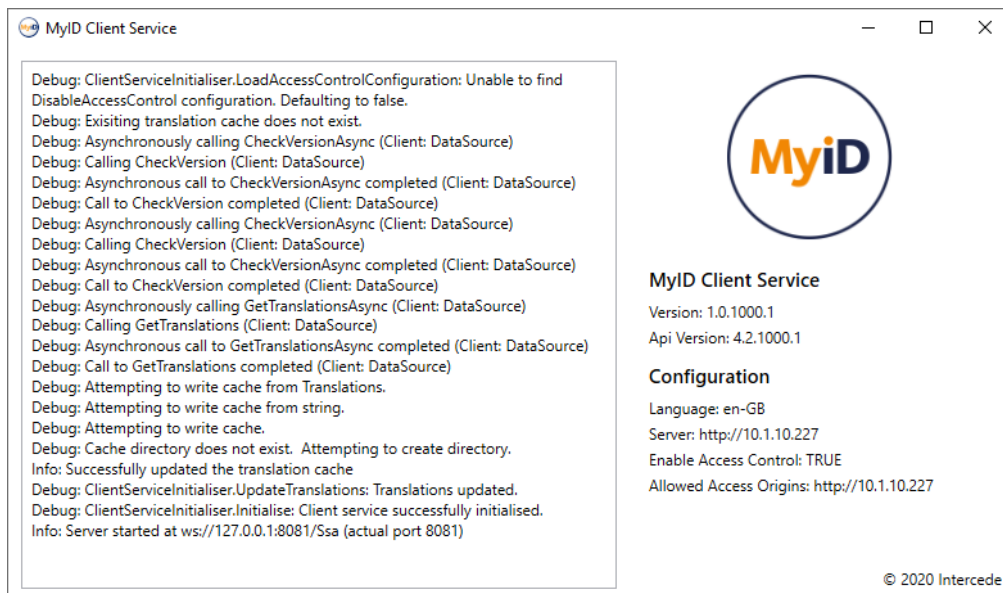 MyID Client Service
Debug: ClientServiceInitialiser.LoadAccessControlConfiguration: Unable to find
DisableAccessControl configuration. Defaulting to false.
Debug: Exisiting translation cache does not exist.
Debug: Asynchronously calling CheckVersionAsync (Client: DataSource)
Debug: Calling CheckVersion (Client: DataSource)
Debug: Asynchronous call to CheckVersionAsync completed (Client: DataSource)
Debug: Call to CheckVersion completed (Client: DataSource)
Debug: Asynchronously calling CheckVersionAsync (Client: DataSource)
Debug: Calling CheckVersion (Client: DataSource)
Debug: Asynchronous call to CheckVersionAsync completed (Client: DataSource)
Debug: Call to CheckVersion completed (Client: DataSource)
Debug: Asynchronously calling GetTranslationsAsync (Client: DataSource)
Debug: Calling GetTranslations (Client: DataSource)
Debug: Asynchronous call to GetTranslationsAsync completed (Client: DataSource)
Debug: Call to GetTranslations completed (Client: DataSource)
Debug: Attempting to write cache from Translations.
Debug: Attempting to write cache from string.
Debug: Attempting to write cache.
Debug: Cache directory does not exist.  Attempting to create directory.
Info: Successfully updated the translation cache
Debug: ClientServiceInitialiser.UpdateTranslations: Translations updated.
Debug: ClientServiceInitialiser.Initialise: Client service successfully initialised.
Info: Server started at ws://127.0.0.1:8081/Ssa (actual port 8081)
MyiD
MyID Client Service
Version: 1.0.1000.1
Api Version: 4.2.1000.1
Configuration
Language: en-GB
Server: http://10.1.10.227
Enable Access Control: TRUE
Allowed Access Origins: http://10.1.10.227
© 2020 Intercede